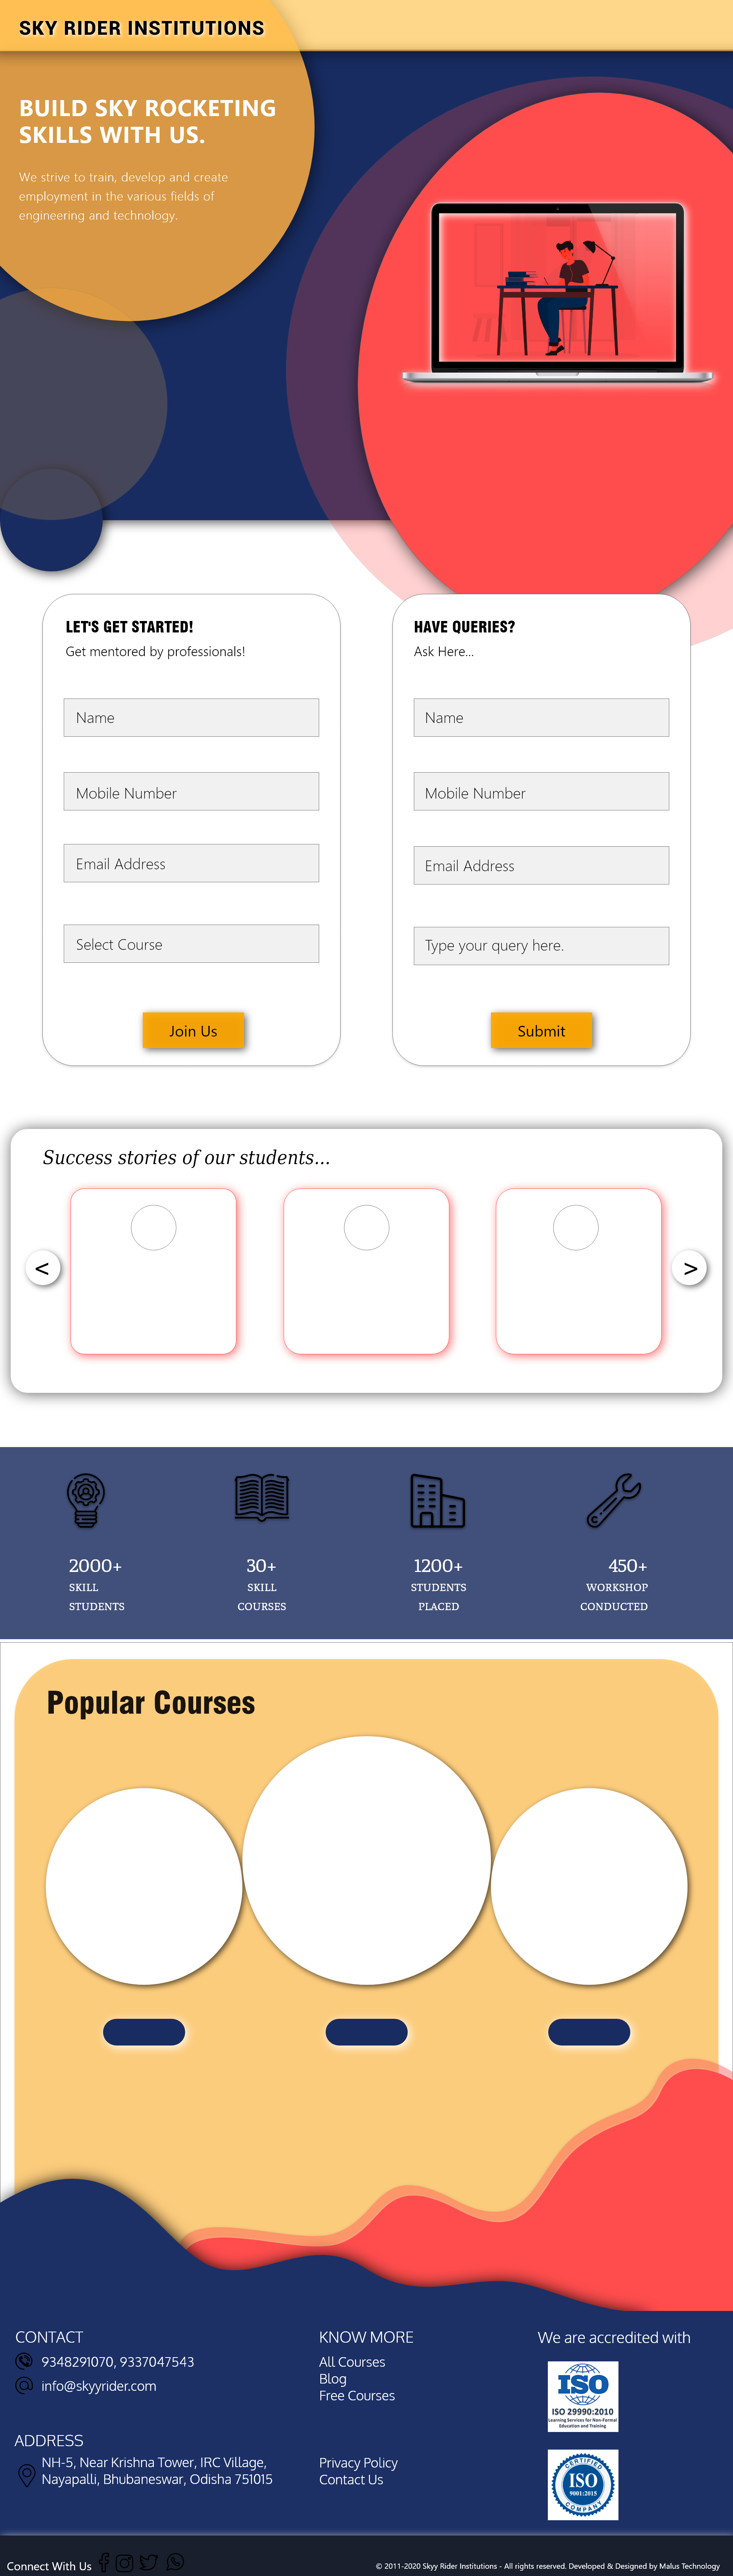 SKY RIDER INSTITUTIONS
BUILD SKY ROCKETING
SKILLS WITH US.
We strive to train, develop and create
employment in the various fields of
engineering and technology.
LET'S GET STARTED!
Get mentored by professionals!
Name
Mobile Number
Email Address
Select Course
Join Us
HAVE QUERIES?
Ask Here...
Name
Mobile Number
Email Address
Type your query here.
Submit
Success stories of our students...
<
>
2000+
SKILL
STUDENTS
30+
SKILL
COURSES
1200+
STUDENTS
PLACED
450+
WORKSHOP
CONDUCTED
Popular Courses
CONTACT
9348291070, 9337047543
info@skyyrider.com
ADDRESS
NH-5, Near Krishna Tower, IRC Village,
Nayapalli, Bhubaneswar, Odisha 751015
KNOW MORE
All Courses
Blog
Free Courses
Privacy Policy
Contact Us
We are accredited with
ISO
ISO 29990:2010
Learning Services for Non-Formal
Education and Training
CERTIFIED
ISO
9001:2015
COMPANY
Connect With Us
© 2011-2020 Skyy Rider Institutions - All rights reserved. Developed & Designed by Malus Technology